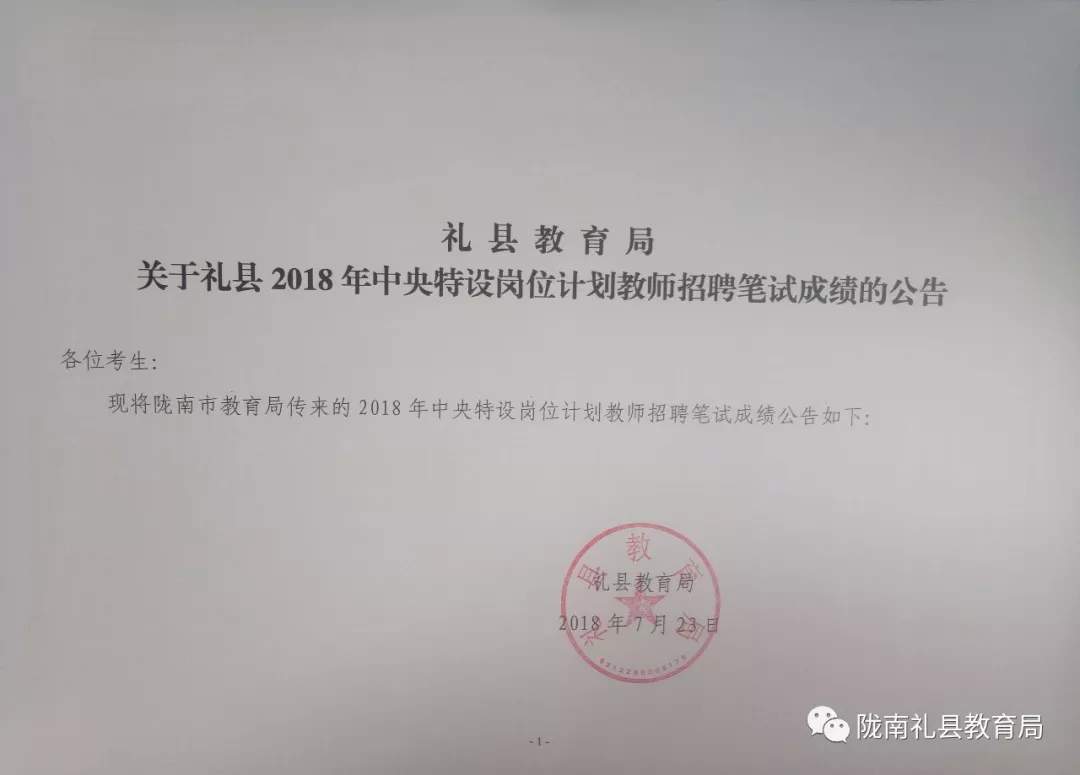 礼县教育局
关于礼县2018年中央特设岗位计划教师招聘笔试成绩的公告
各位考生：
现将陇南市教育局传来的2018年中央特设岗位计划教师招聘笔试成绩公告如下：
礼县教育局
礼县教育局
2018年7月23日
-1-
陇南礼县教育局